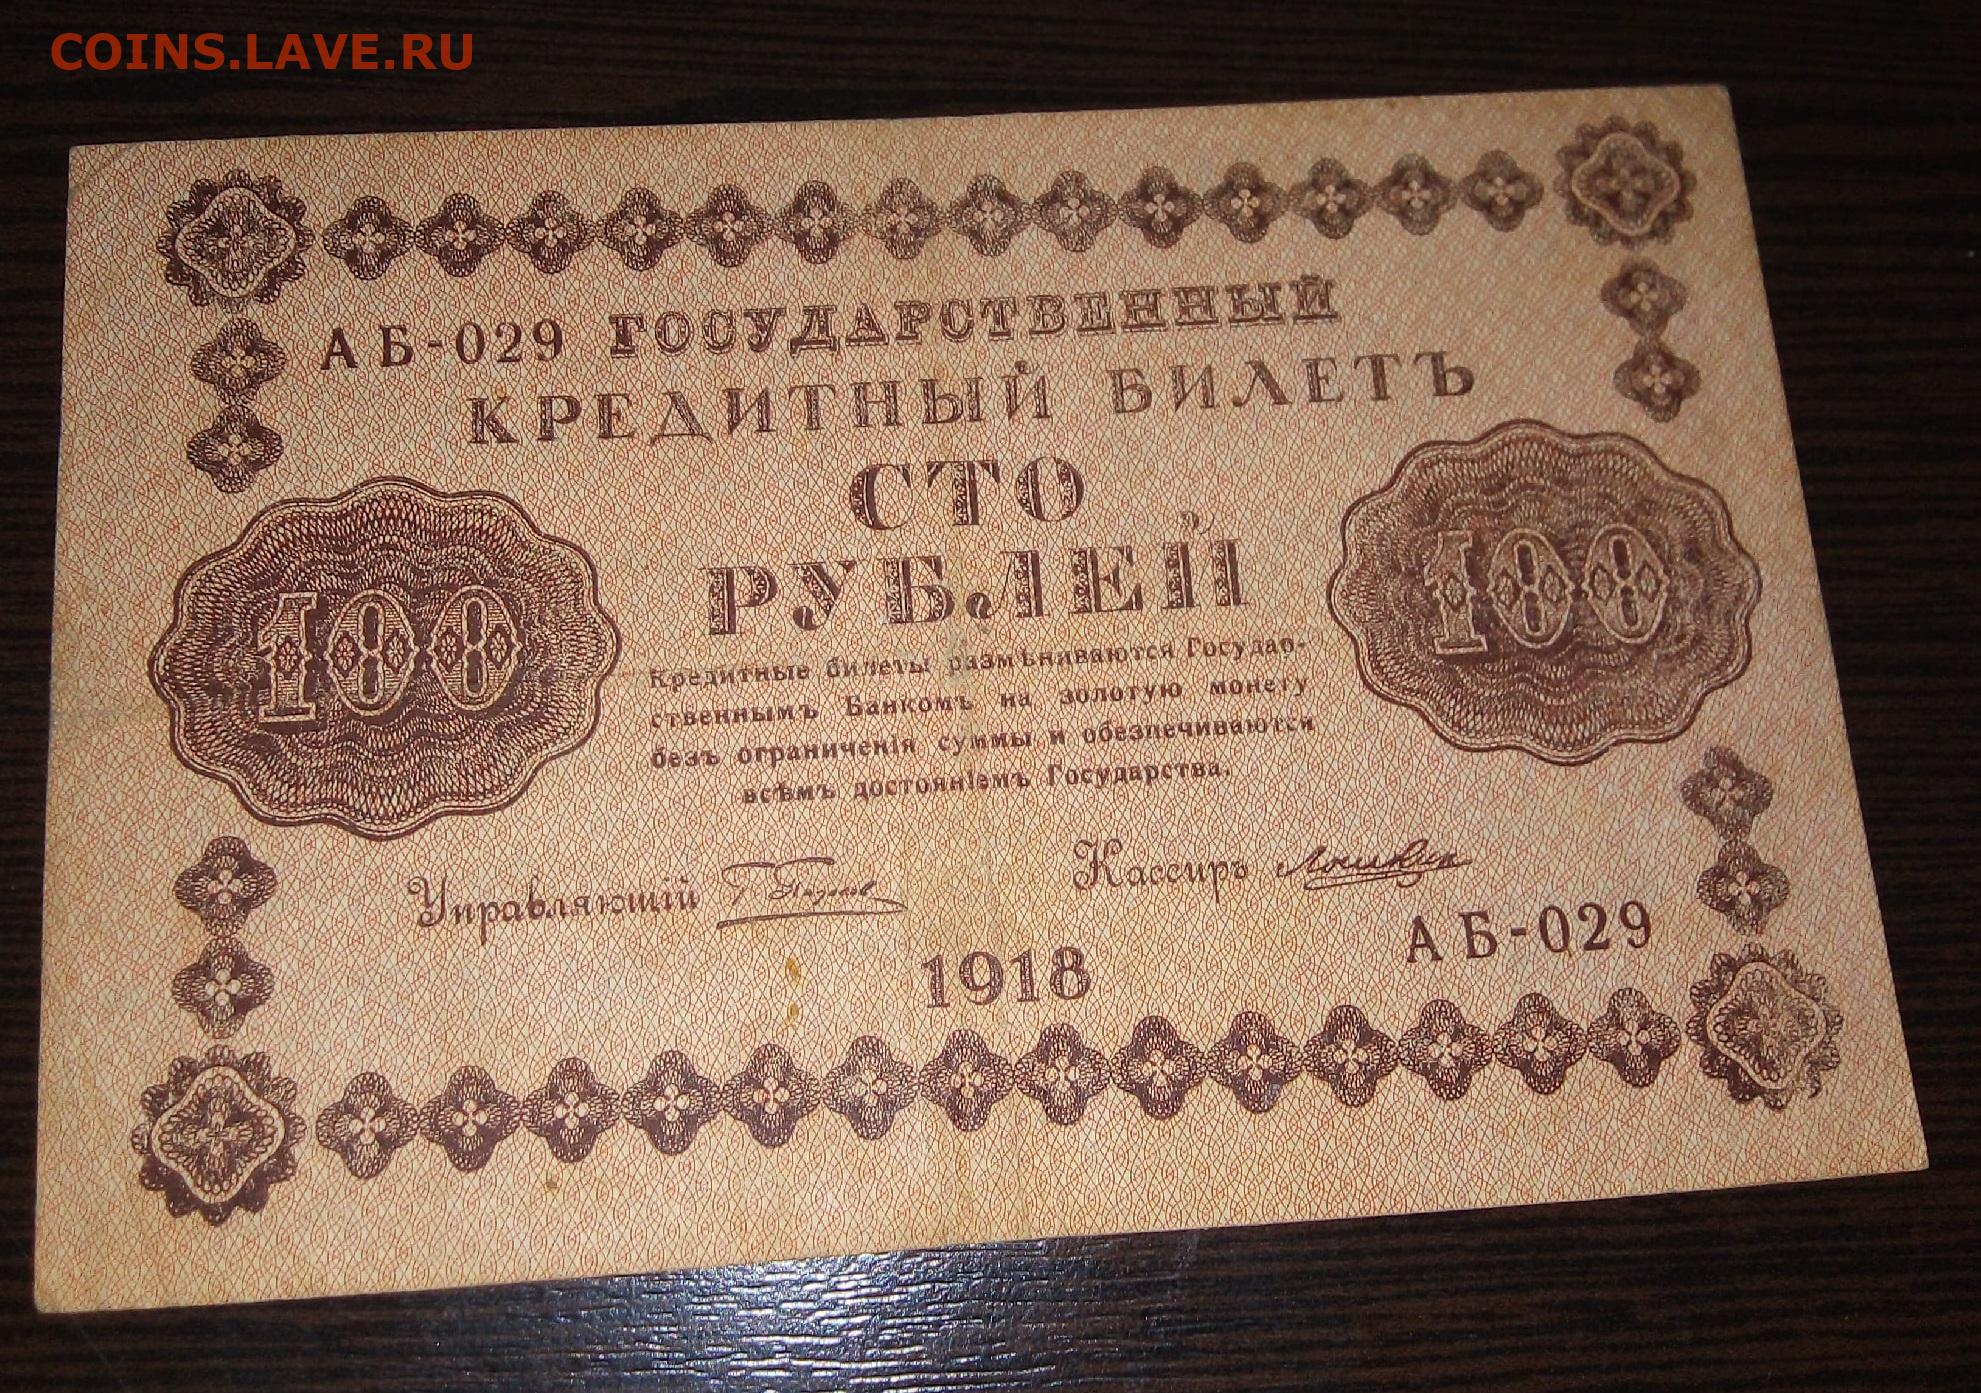 COINS.LAVE.RU
АБ-029 ГОСУДАРСТВЕННЫЙ
КРЕДИТНЫЙ БИЛЕТЪ
СТО
РУБЛЕЙ
100
100
Кредитные билеты размѣниваются Государ-
ственнымъ Банкомъ на золотую монету
безъ ограниченія суммы и обезпечиваются
всѣмъ достояніемъ Государства.
Управляющій
Кассиръ
АБ-029
1918